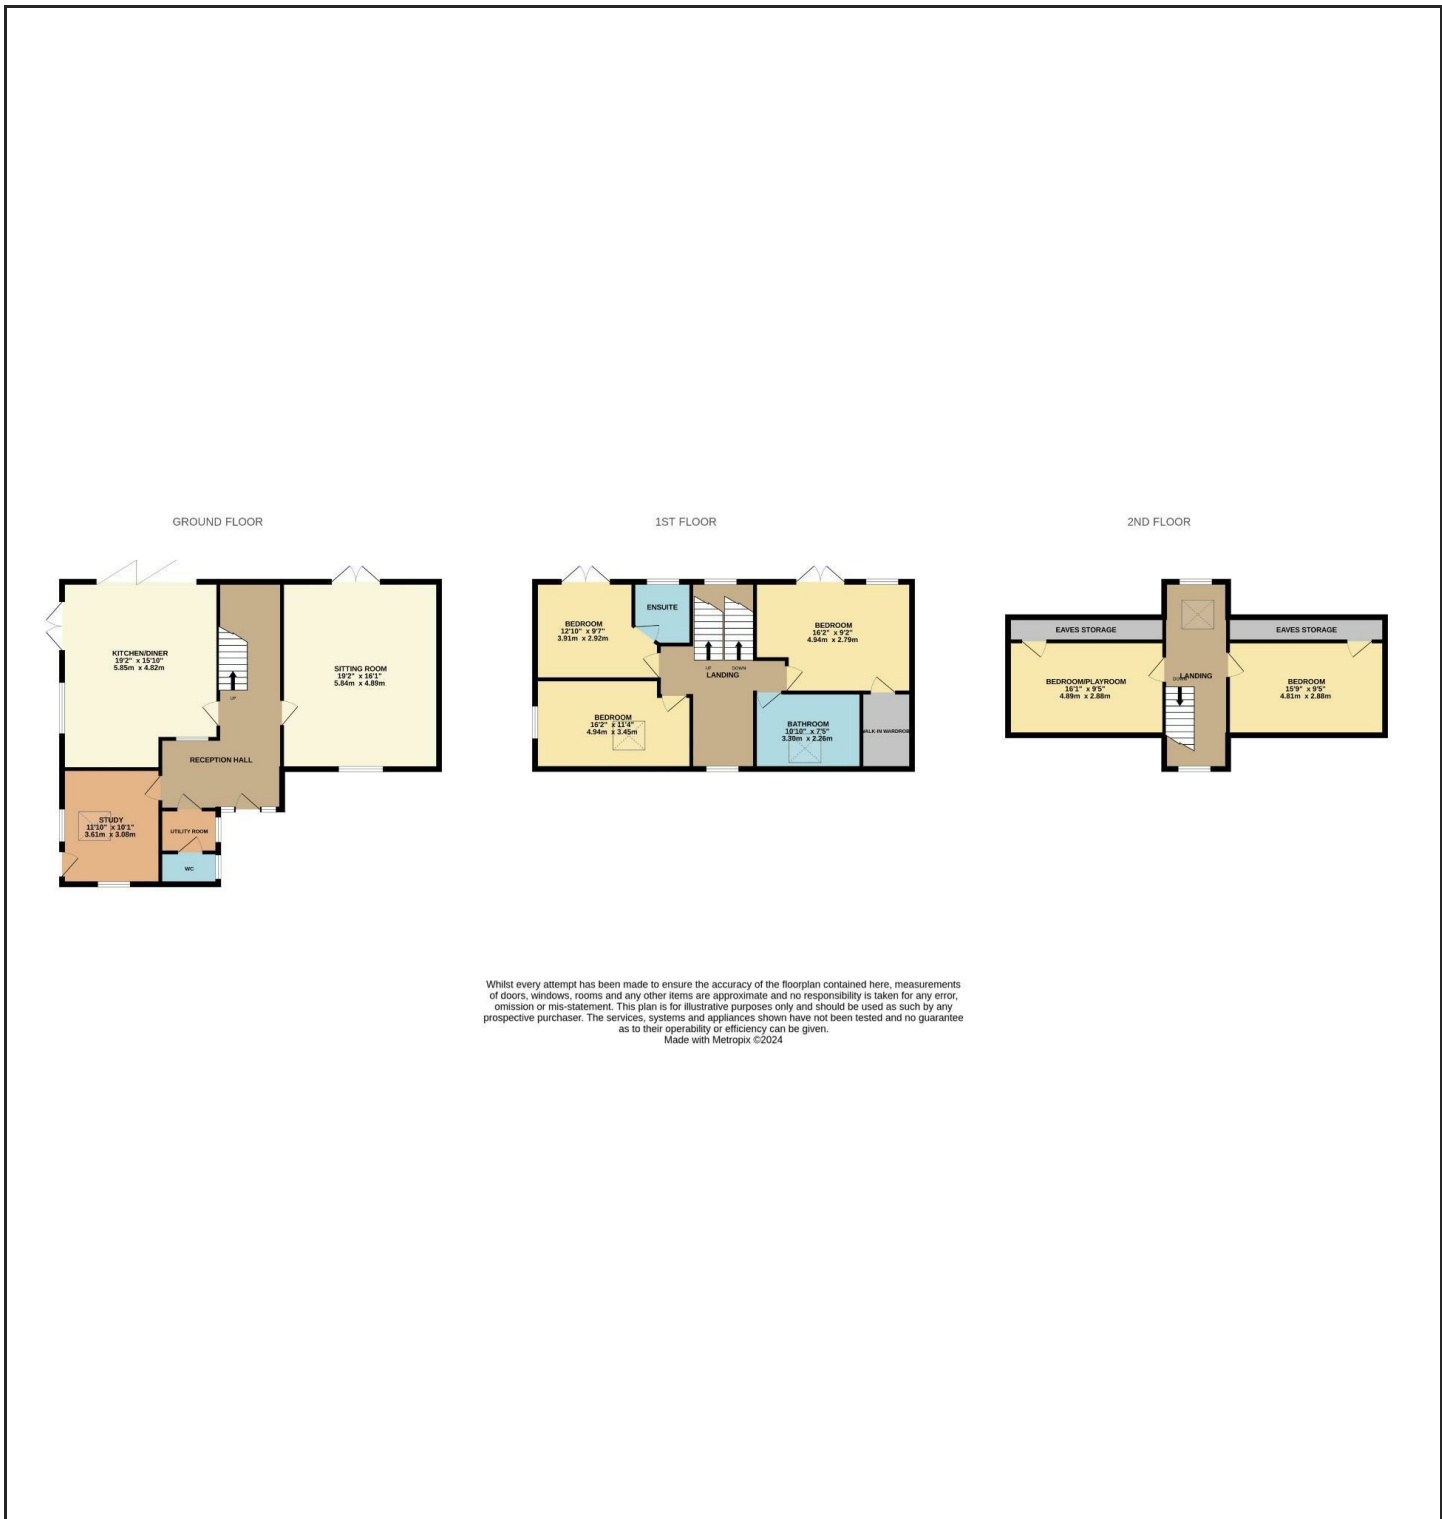 GROUND FLOOR
KITCHEN/DINER
19'2" x 15'10"
5.85m x 4.82m
UP
SITTING ROOM
19'2" x 16'1"
5.84m x 4.89m
RECEPTION HALL
STUDY
11'10" x 10'1"
3.61m x 3.08m
UTILITY ROOM
WC
1ST FLOOR
BEDROOM
12'10" x 9'7"
3.91m x 2.92m
ENSUITE
UP DOWN
LANDING
BEDROOM
16'2" x 9'2"
4.94m x 2.79m
BEDROOM
16'2" x 11'4"
4.94m x 3.45m
BATHROOM
10'10" x 7'5"
3.30m x 2.26m
WALK-IN WARDROBE
2ND FLOOR
EAVES STORAGE
EAVES STORAGE
BEDROOM/PLAYROOM
16'1" x 9'5"
4.89m x 2.88m
DOWN
LANDING
BEDROOM
15'9" x 9'5"
4.81m x 2.88m
Whilst every attempt has been made to ensure the accuracy of the floorplan contained here, measurements
of doors, windows, rooms and any other items are approximate and no responsibility is taken for any error,
omission or mis-statement. This plan is for illustrative purposes only and should be used as such by any
prospective purchaser. The services, systems and appliances shown have not been tested and no guarantee
as to their operability or efficiency can be given.
Made with Metropix ©2024